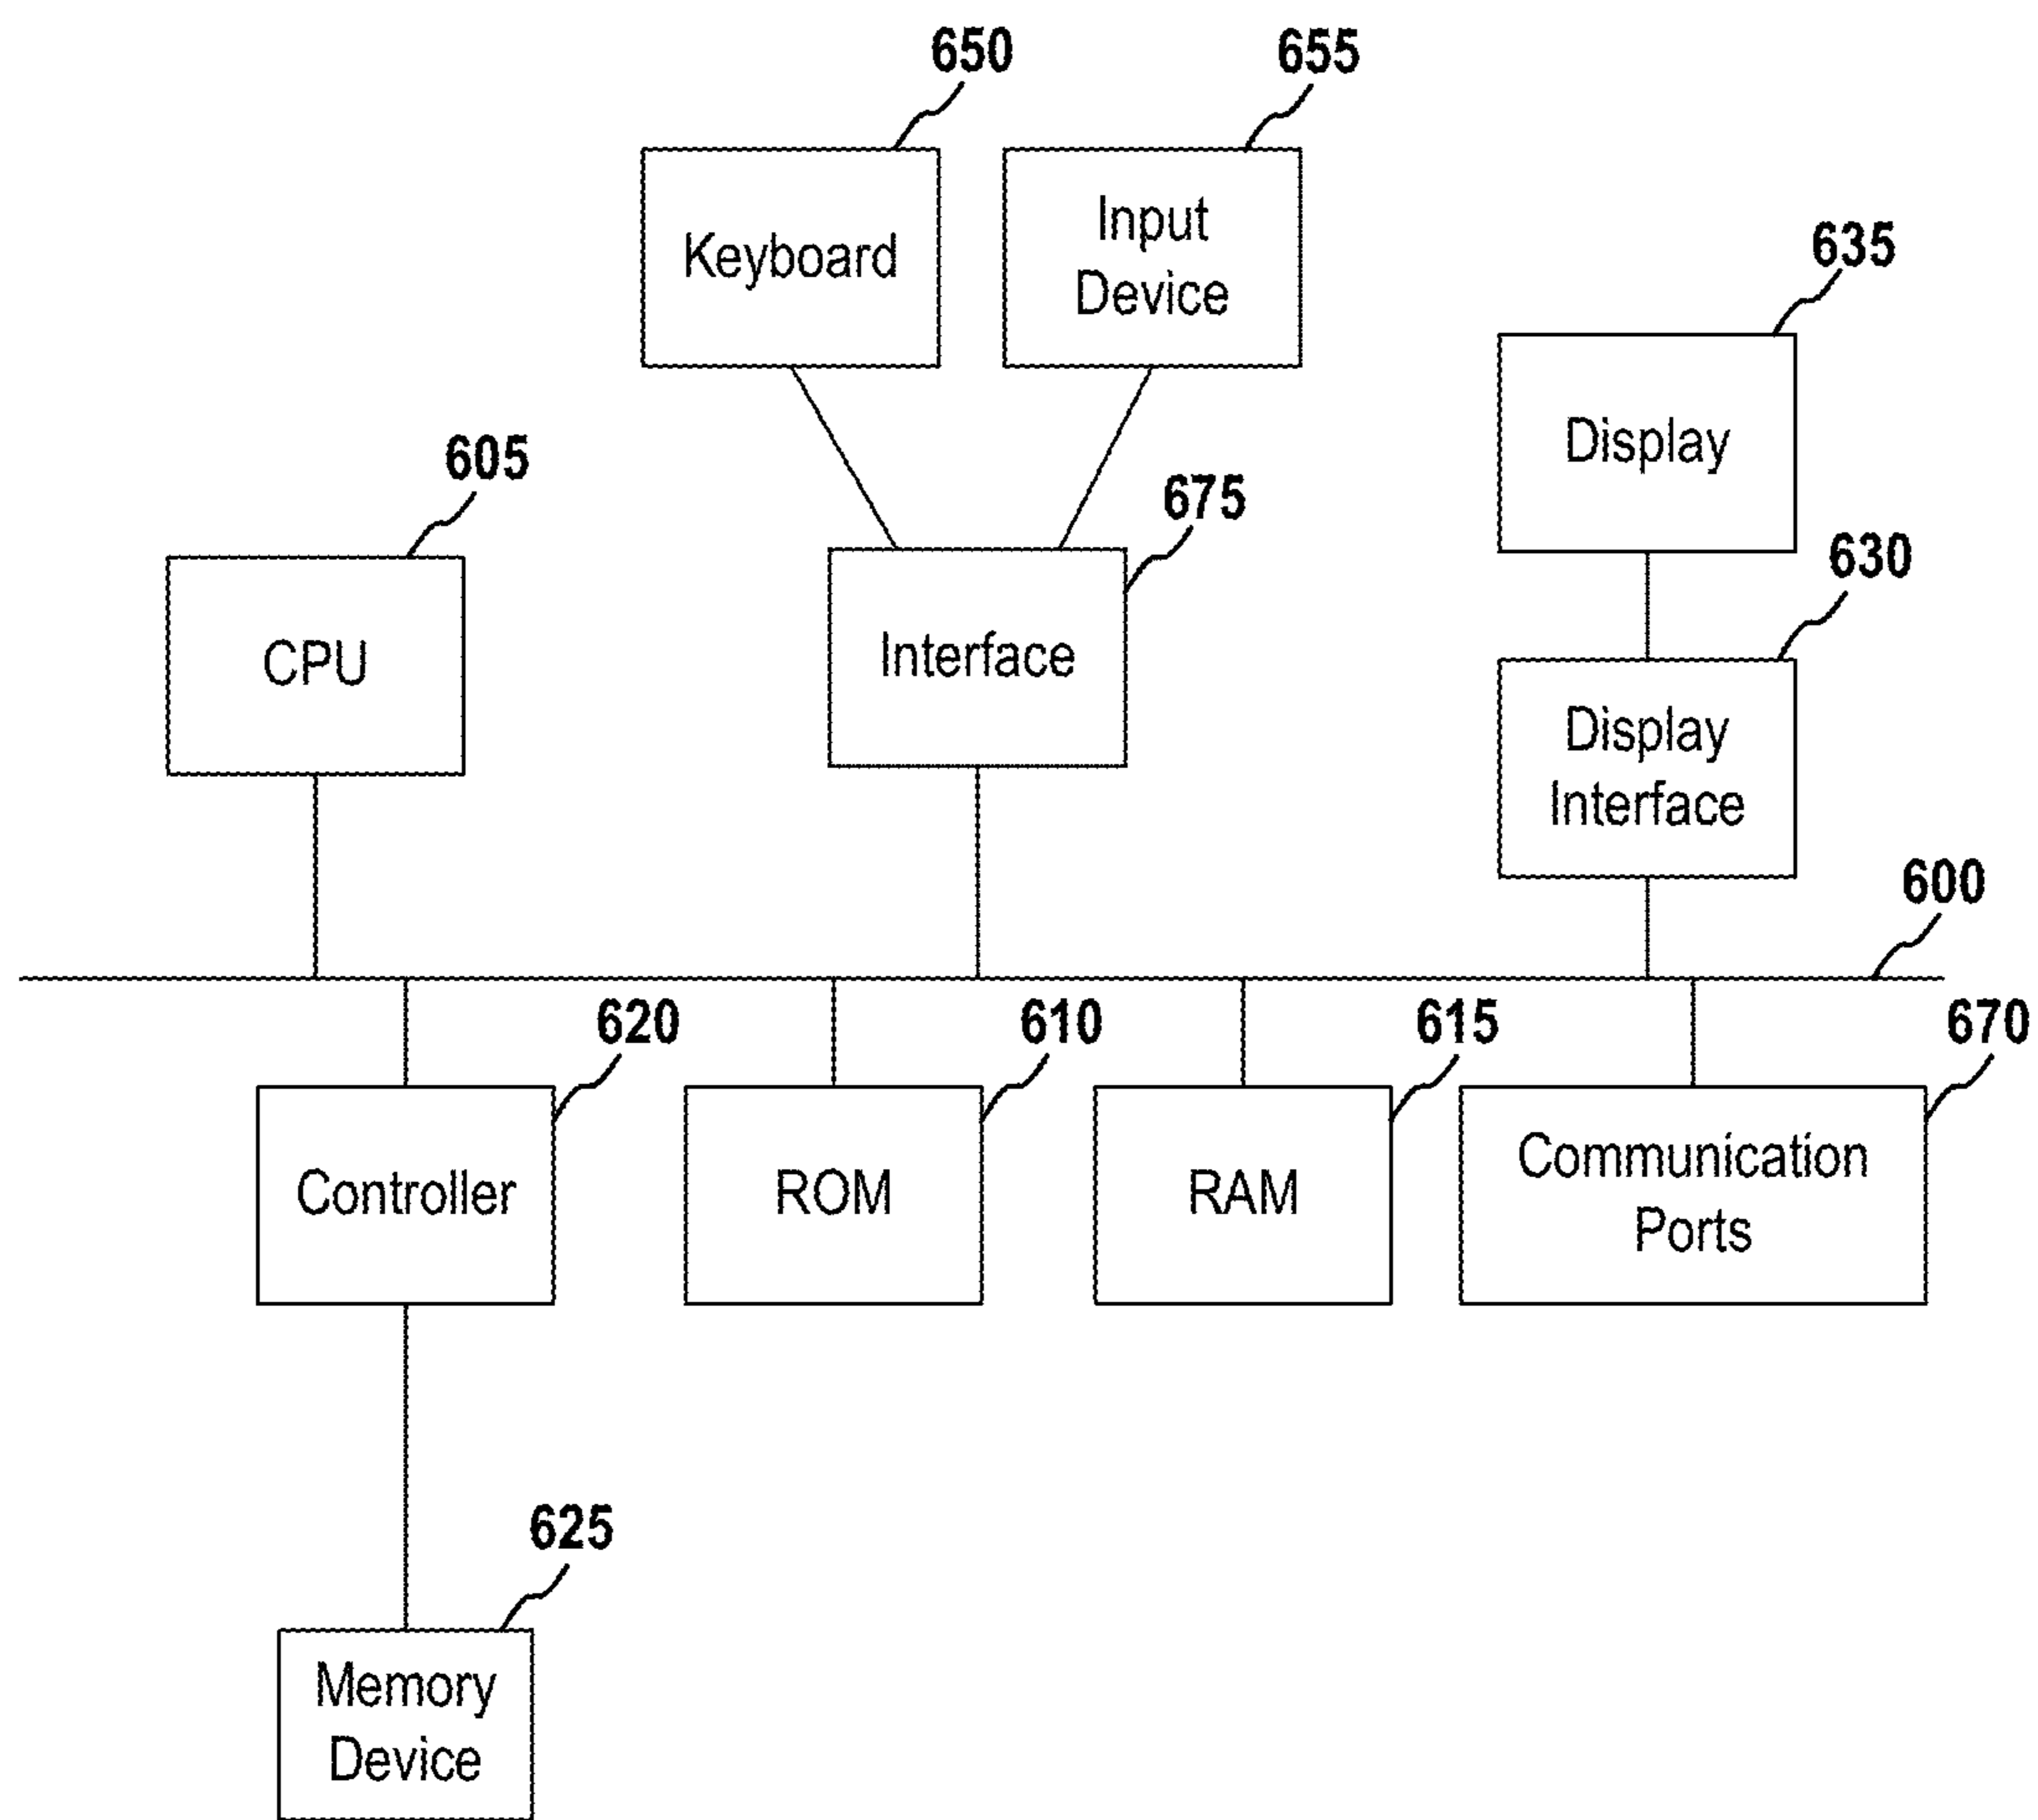 650
655
Keyboard
Input
Device
635
Display
605
675
630
CPU
Interface
Display
Interface
600
620
610
615
670
Controller
ROM
RAM
Communication
Ports
625
Memory
Device